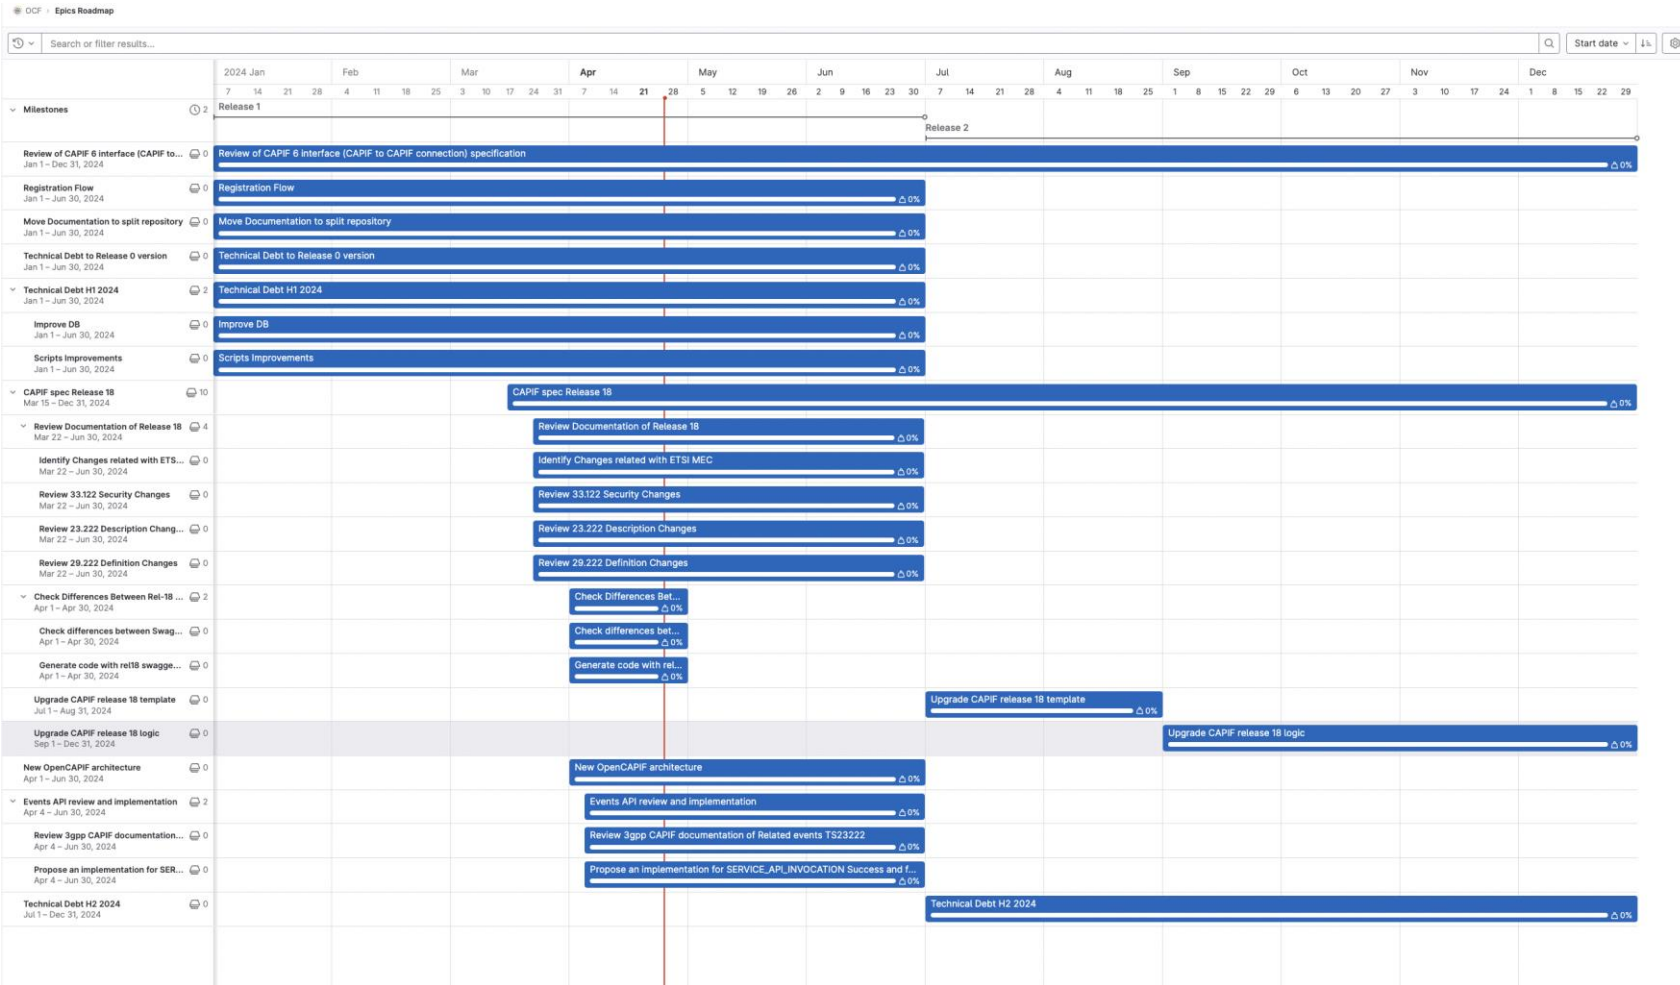 OCF › Epics Roadmap
Search or filter results...
Start date
2024 Jan Feb Mar Apr May Jun Jul Aug Sep Oct Nov Dec
7 14 21 28 4 11 18 25 3 10 17 24 31 7 14 21 28 5 12 19 26 2 9 16 23 30 7 14 21 28 4 11 18 25 1 8 15 22 29 6 13 20 27 3 10 17 24 1 8 15 22 29
Milestones 2
Release 1
Release 2
Review of CAPIF 6 interface (CAPIF to... 0
Jan 1 – Dec 31, 2024
Review of CAPIF 6 interface (CAPIF to CAPIF connection) specification
0%
Registration Flow 0
Jan 1 – Jun 30, 2024
Registration Flow
0%
Move Documentation to split repository 0
Jan 1 – Jun 30, 2024
Move Documentation to split repository
0%
Technical Debt to Release 0 version 0
Jan 1 – Jun 30, 2024
Technical Debt to Release 0 version
0%
Technical Debt H1 2024 2
Jan 1 – Jun 30, 2024
Technical Debt H1 2024
0%
Improve DB 0
Jan 1 – Jun 30, 2024
Improve DB
0%
Scripts Improvements 0
Jan 1 – Jun 30, 2024
Scripts Improvements
0%
CAPIF spec Release 18 10
Mar 15 – Dec 31, 2024
CAPIF spec Release 18
0%
Review Documentation of Release 18 4
Mar 22 – Jun 30, 2024
Review Documentation of Release 18
0%
Identify Changes related with ETS... 0
Mar 22 – Jun 30, 2024
Identify Changes related with ETSI MEC
0%
Review 33.122 Security Changes 0
Mar 22 – Jun 30, 2024
Review 33.122 Security Changes
0%
Review 23.222 Description Chang... 0
Mar 22 – Jun 30, 2024
Review 23.222 Description Changes
0%
Review 29.222 Definition Changes 0
Mar 22 – Jun 30, 2024
Review 29.222 Definition Changes
0%
Check Differences Between Rel-18 ... 2
Apr 1 – Apr 30, 2024
Check Differences Bet...
0%
Check differences between Swag... 0
Apr 1 – Apr 30, 2024
Check differences bet...
0%
Generate code with rel18 swagge... 0
Apr 1 – Apr 30, 2024
Generate code with rel...
0%
Upgrade CAPIF release 18 template 0
Jul 1 – Aug 31, 2024
Upgrade CAPIF release 18 template
0%
Upgrade CAPIF release 18 logic 0
Sep 1 – Dec 31, 2024
Upgrade CAPIF release 18 logic
0%
New OpenCAPIF architecture 0
Apr 1 – Jun 30, 2024
New OpenCAPIF architecture
0%
Events API review and implementation 2
Apr 4 – Jun 30, 2024
Events API review and implementation
0%
Review 3gpp CAPIF documentation... 0
Apr 4 – Jun 30, 2024
Review 3gpp CAPIF documentation of Related events TS23222
0%
Propose an implementation for SER... 0
Apr 4 – Jun 30, 2024
Propose an implementation for SERVICE_API_INVOCATION Success and f...
0%
Technical Debt H2 2024 0
Jul 1 – Dec 31, 2024
Technical Debt H2 2024
0%